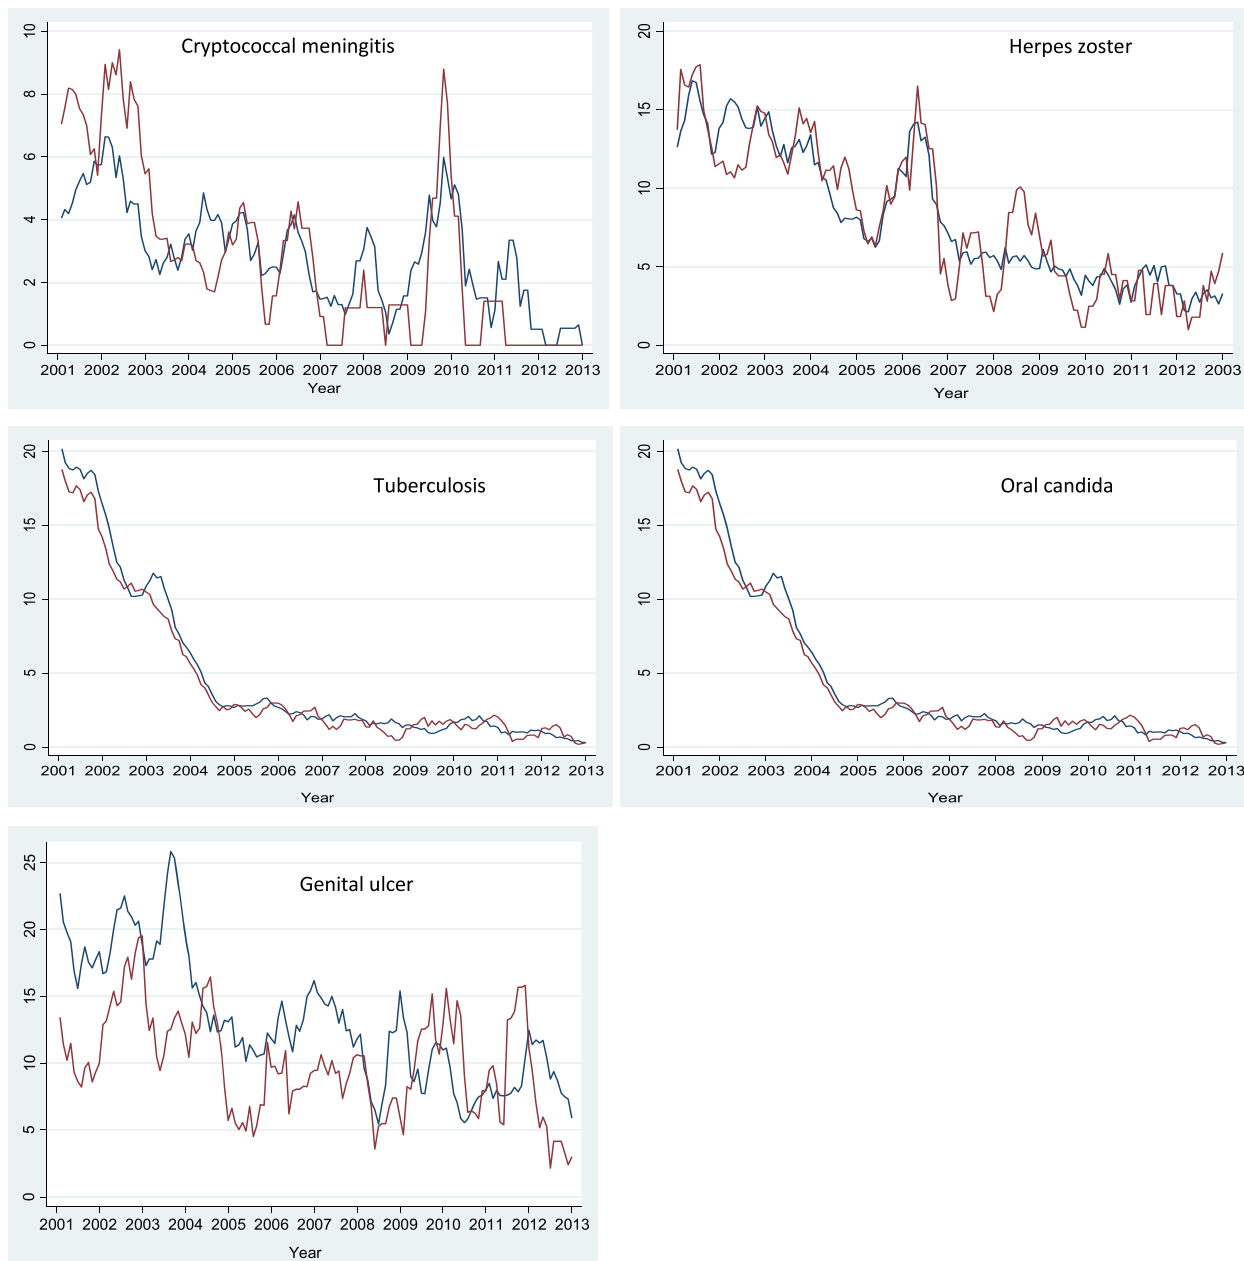 Cryptococcal meningitis
10
8
6
4
2
0
2001 2002 2003 2004 2005 2006 2007 2008 2009 2010 2011 2012 2013
Year
Herpes zoster
20
15
10
5
0
2001 2002 2003 2004 2005 2006 2007 2008 2009 2010 2011 2012 2003
Year
Tuberculosis
20
15
10
5
0
2001 2002 2003 2004 2005 2006 2007 2008 2009 2010 2011 2012 2013
Year
Oral candida
20
15
10
5
0
2001 2002 2003 2004 2005 2006 2007 2008 2009 2010 2011 2012 2013
Year
Genital ulcer
25
20
15
10
5
0
2001 2002 2003 2004 2005 2006 2007 2008 2009 2010 2011 2012 2013
Year